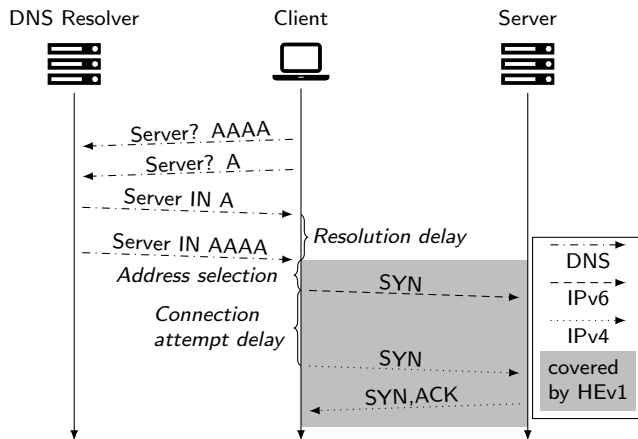 DNS Resolver
Client
Server
Server? AAAA
Server? A
Server IN A
Resolution delay
Server IN AAAA
Address selection
SYN
Connection
attempt delay
SYN
SYN,ACK
DNS
IPv6
IPv4
covered
by HEv1